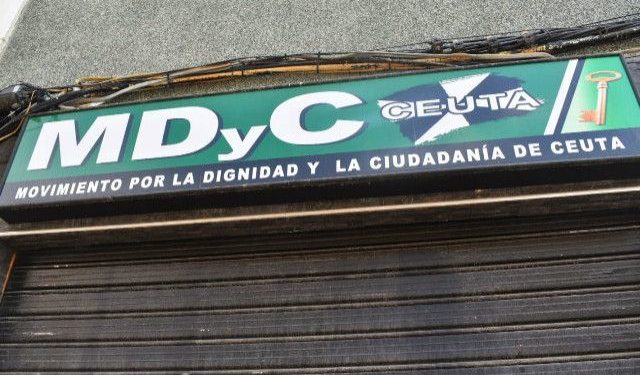 MDyC CEUTA
MOVIMIENTO POR LA DIGNIDAD Y LA CIUDADANÍA DE CEUTA